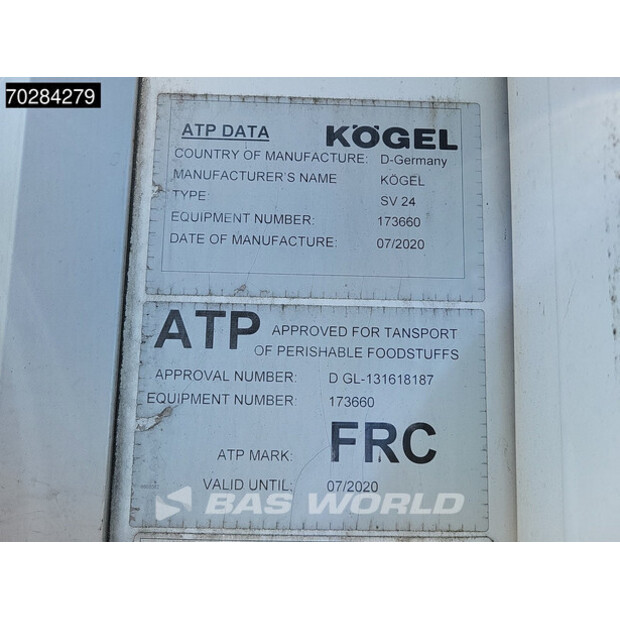 70284279
ATP DATA KÖGEL
COUNTRY OF MANUFACTURE: D-Germany
MANUFACTURER'S NAME KÖGEL
TYPE: SV 24
EQUIPMENT NUMBER: 173660
DATE OF MANUFACTURE: 07/2020
ATP APPROVED FOR TANSPORT
OF PERISHABLE FOODSTUFFS
APPROVAL NUMBER: D GL-131618187
EQUIPMENT NUMBER: 173660
ATP MARK: FRC
VALID UNTIL: 07/2020
BAS WORLD